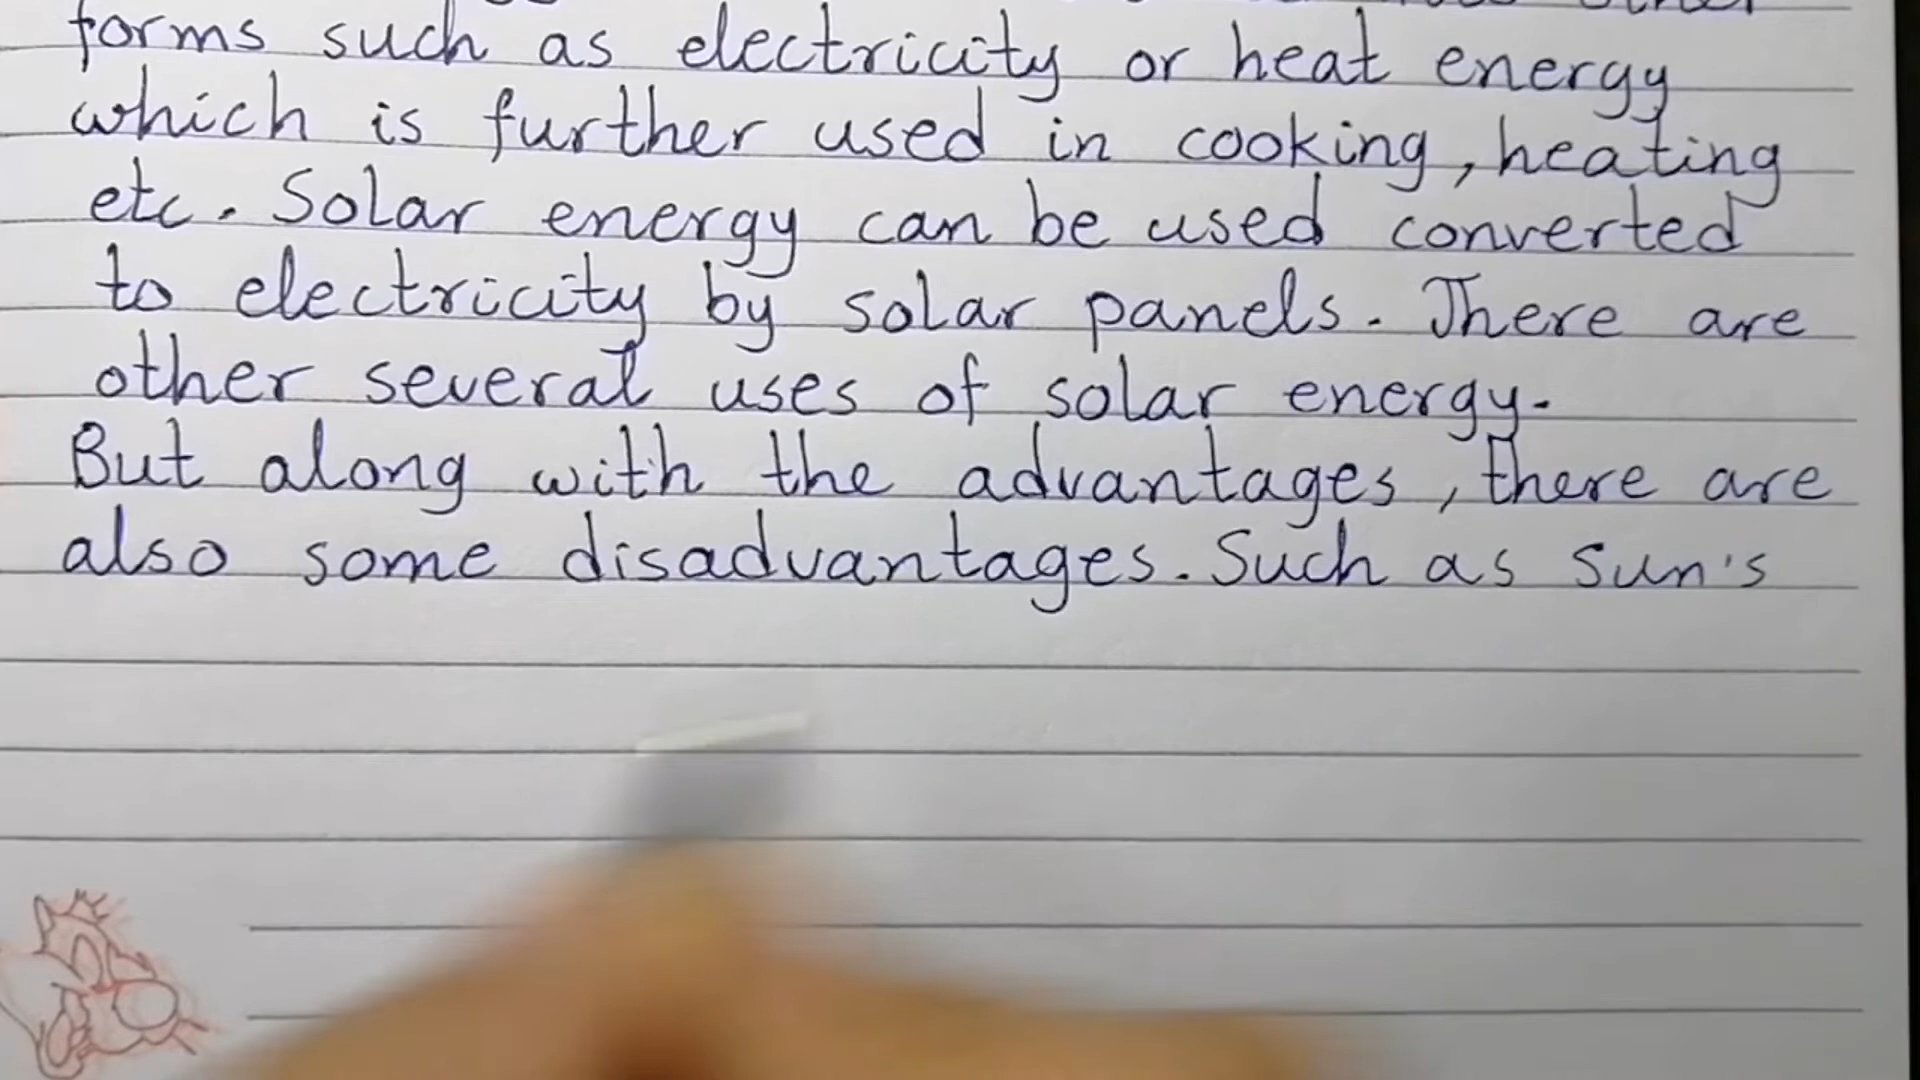 forms such as electricity or heat energy
which is further used in cooking, heating
etc. Solar energy can be used converted
to electricity by solar panels. There are
other several uses of solar energy.
But along with the advantages, there are
also some disadvantages. Such as Sun's